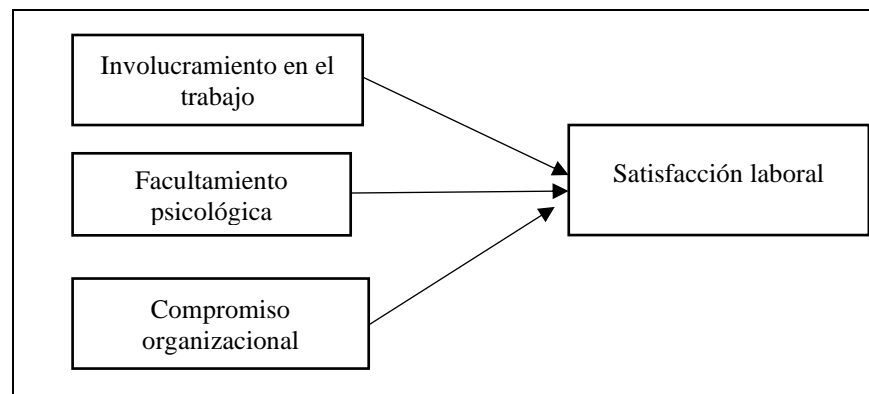 Involucramiento en el
trabajo
Facultamiento
psicológica
Compromiso
organizacional
Satisfacción laboral